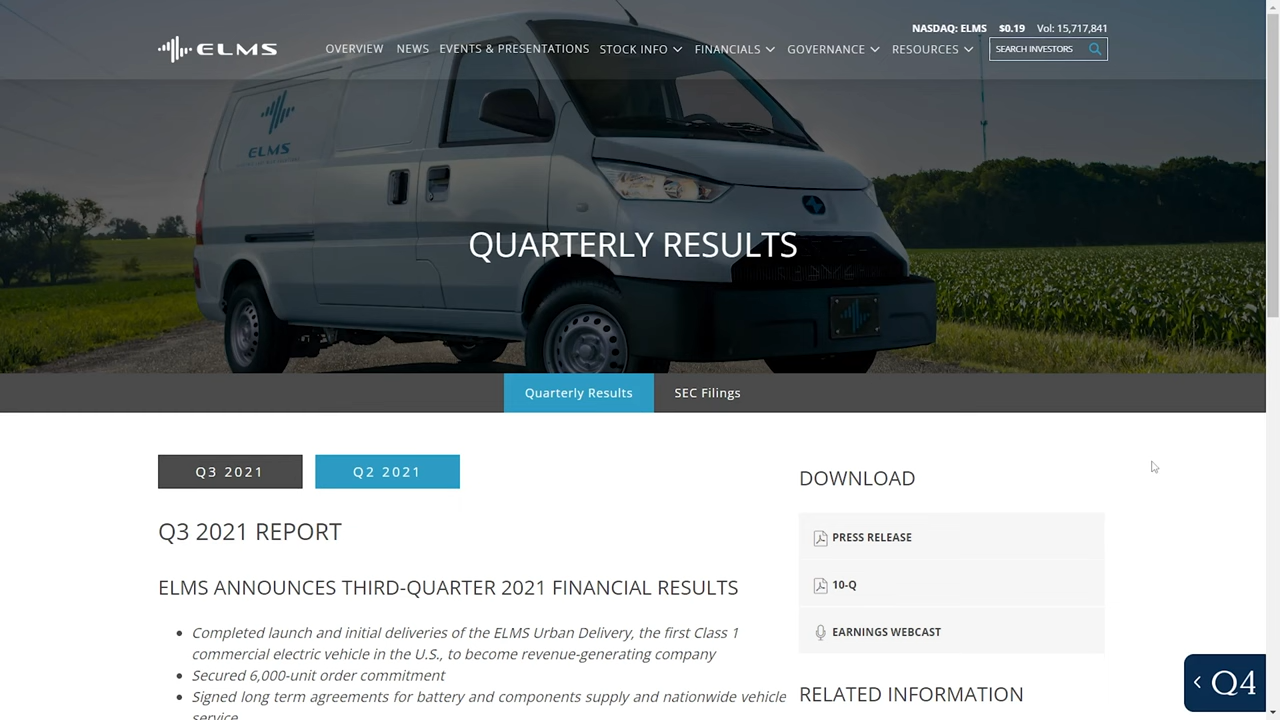 NASDAQ: ELMS $0.19 Vol: 15,717,841
ELMS OVERVIEW NEWS EVENTS & PRESENTATIONS STOCK INFO FINANCIALS GOVERNANCE RESOURCES SEARCH INVESTORS
ELMS
QUARTERLY RESULTS
Quarterly Results SEC Filings
Q3 2021 Q2 2021
DOWNLOAD
Q3 2021 REPORT
PRESS RELEASE
ELMS ANNOUNCES THIRD-QUARTER 2021 FINANCIAL RESULTS
10-Q
• Completed launch and initial deliveries of the ELMS Urban Delivery, the first Class 1
commercial electric vehicle in the U.S., to become revenue-generating company
EARNINGS WEBCAST
• Secured 6,000-unit order commitment
• Signed long term agreements for battery and components supply and nationwide vehicle
service
RELATED INFORMATION
Q4